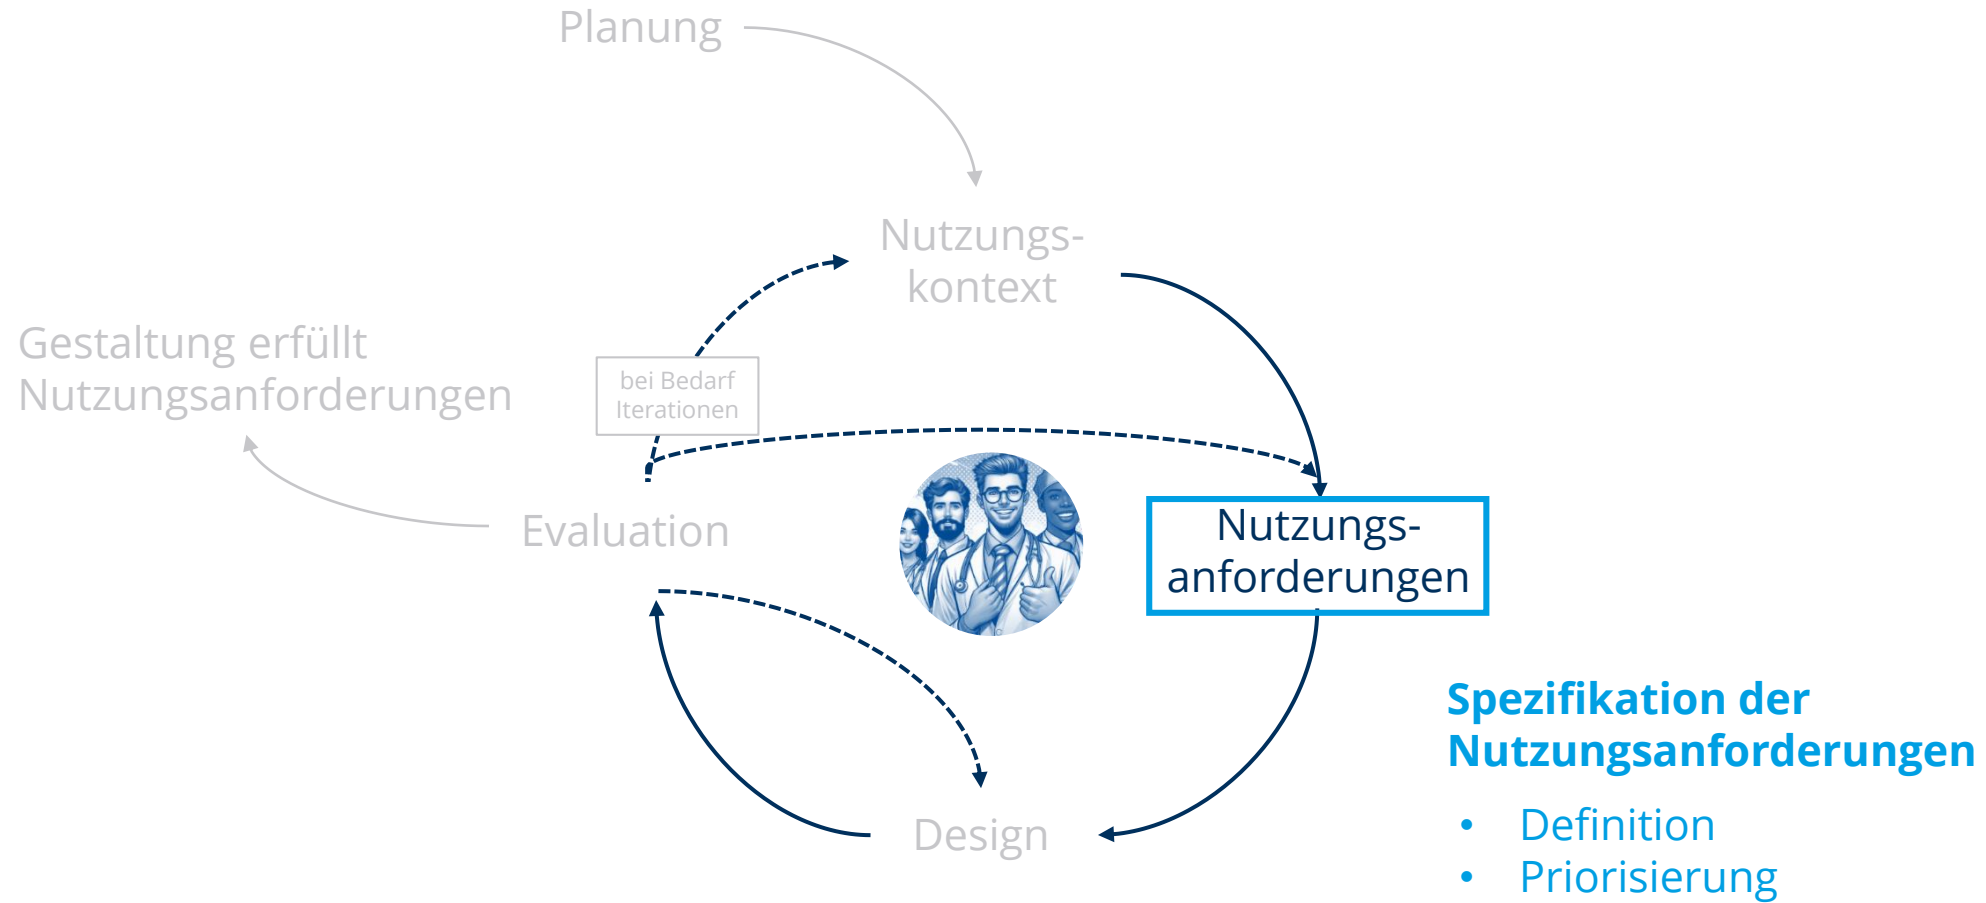 Planung
Nutzungs-
kontext
Gestaltung erfüllt
Nutzungsanforderungen
bei Bedarf
Iterationen
Evaluation
Nutzungs-
anforderungen
Design
Spezifikation der
Nutzungsanforderungen
• Definition
• Priorisierung